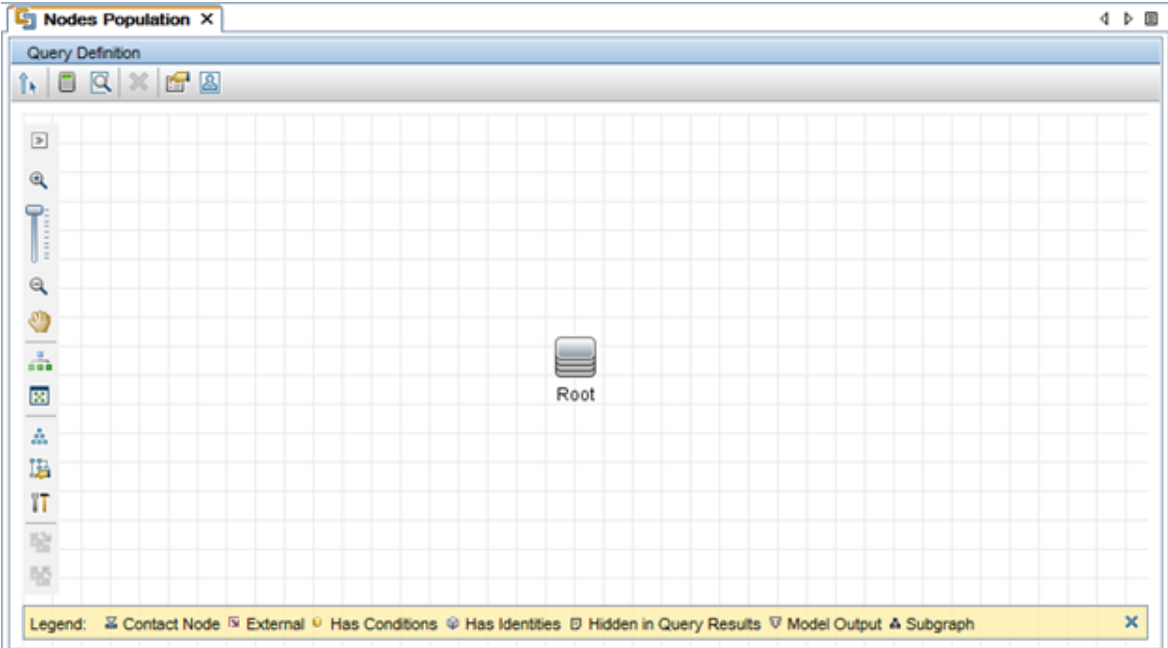 Nodes Population
Query Definition
Root
Legend: Contact Node External Has Conditions Has Identities Hidden in Query Results Model Output Subgraph